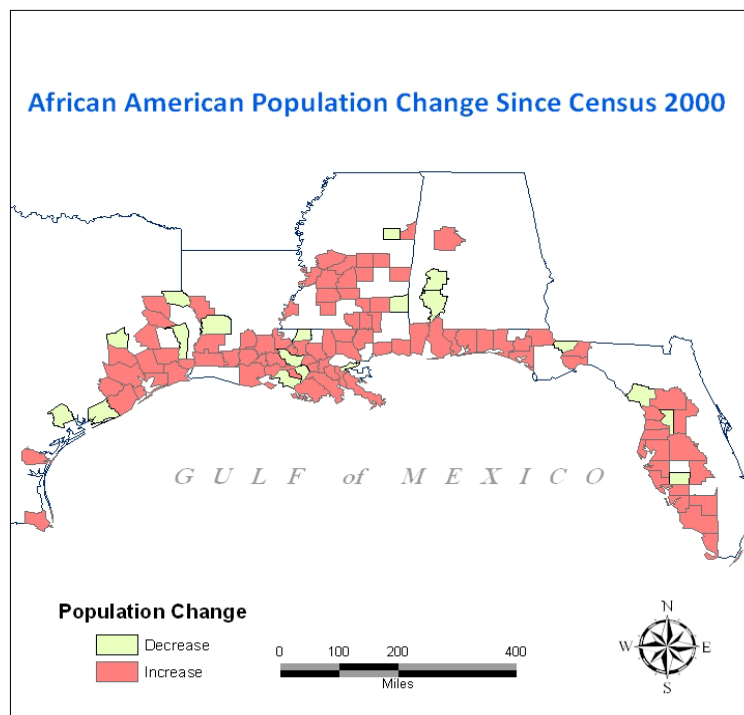 African American Population Change Since Census 2000
GULF of MEXICO
Population Change
Decrease
Increase
0 100 200 400
Miles
N
W E
S